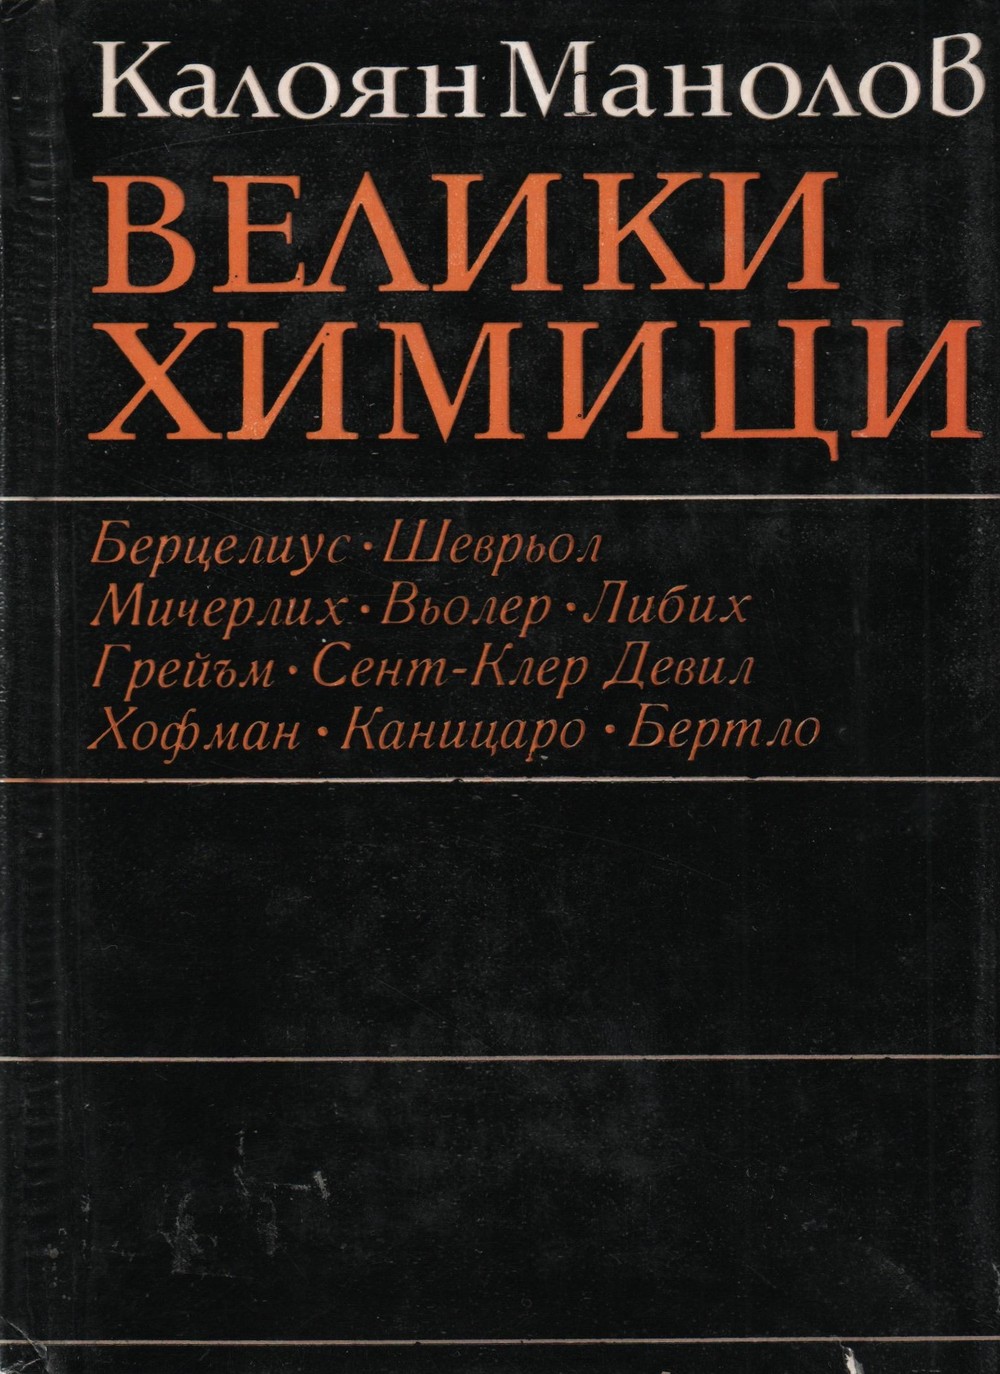 Калоян Манолов
ВЕЛИКИ
ХИМИЦИ
Берцелиус • Шеврьол
Мичерлих • Вьолер • Либих
Грейъм • Сент-Клер Девил
Хофман • Каницаро • Бертло